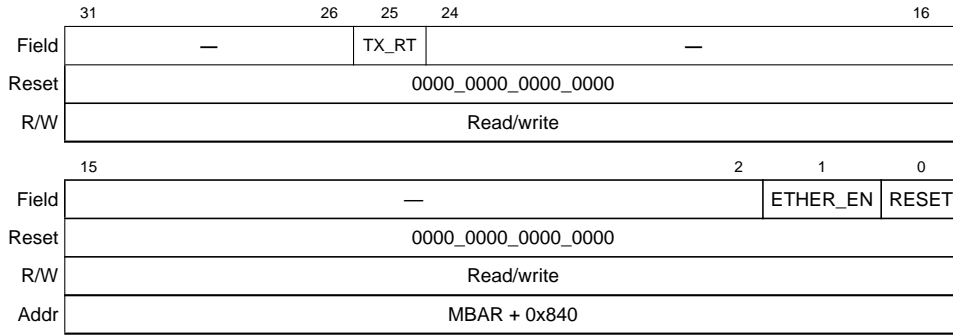 31 26 25 24 16
Field — TX_RT —
Reset 0000_0000_0000_0000
R/W Read/write
15 2 1 0
Field — ETHER_EN RESET
Reset 0000_0000_0000_0000
R/W Read/write
Addr MBAR + 0x840